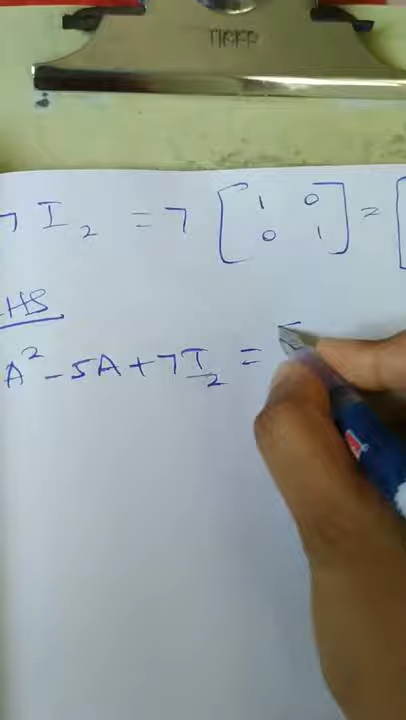 TIGER
7 I₂ = 7 [1 0
0 1] = [
LHS
A² - 5A + 7I₂ =